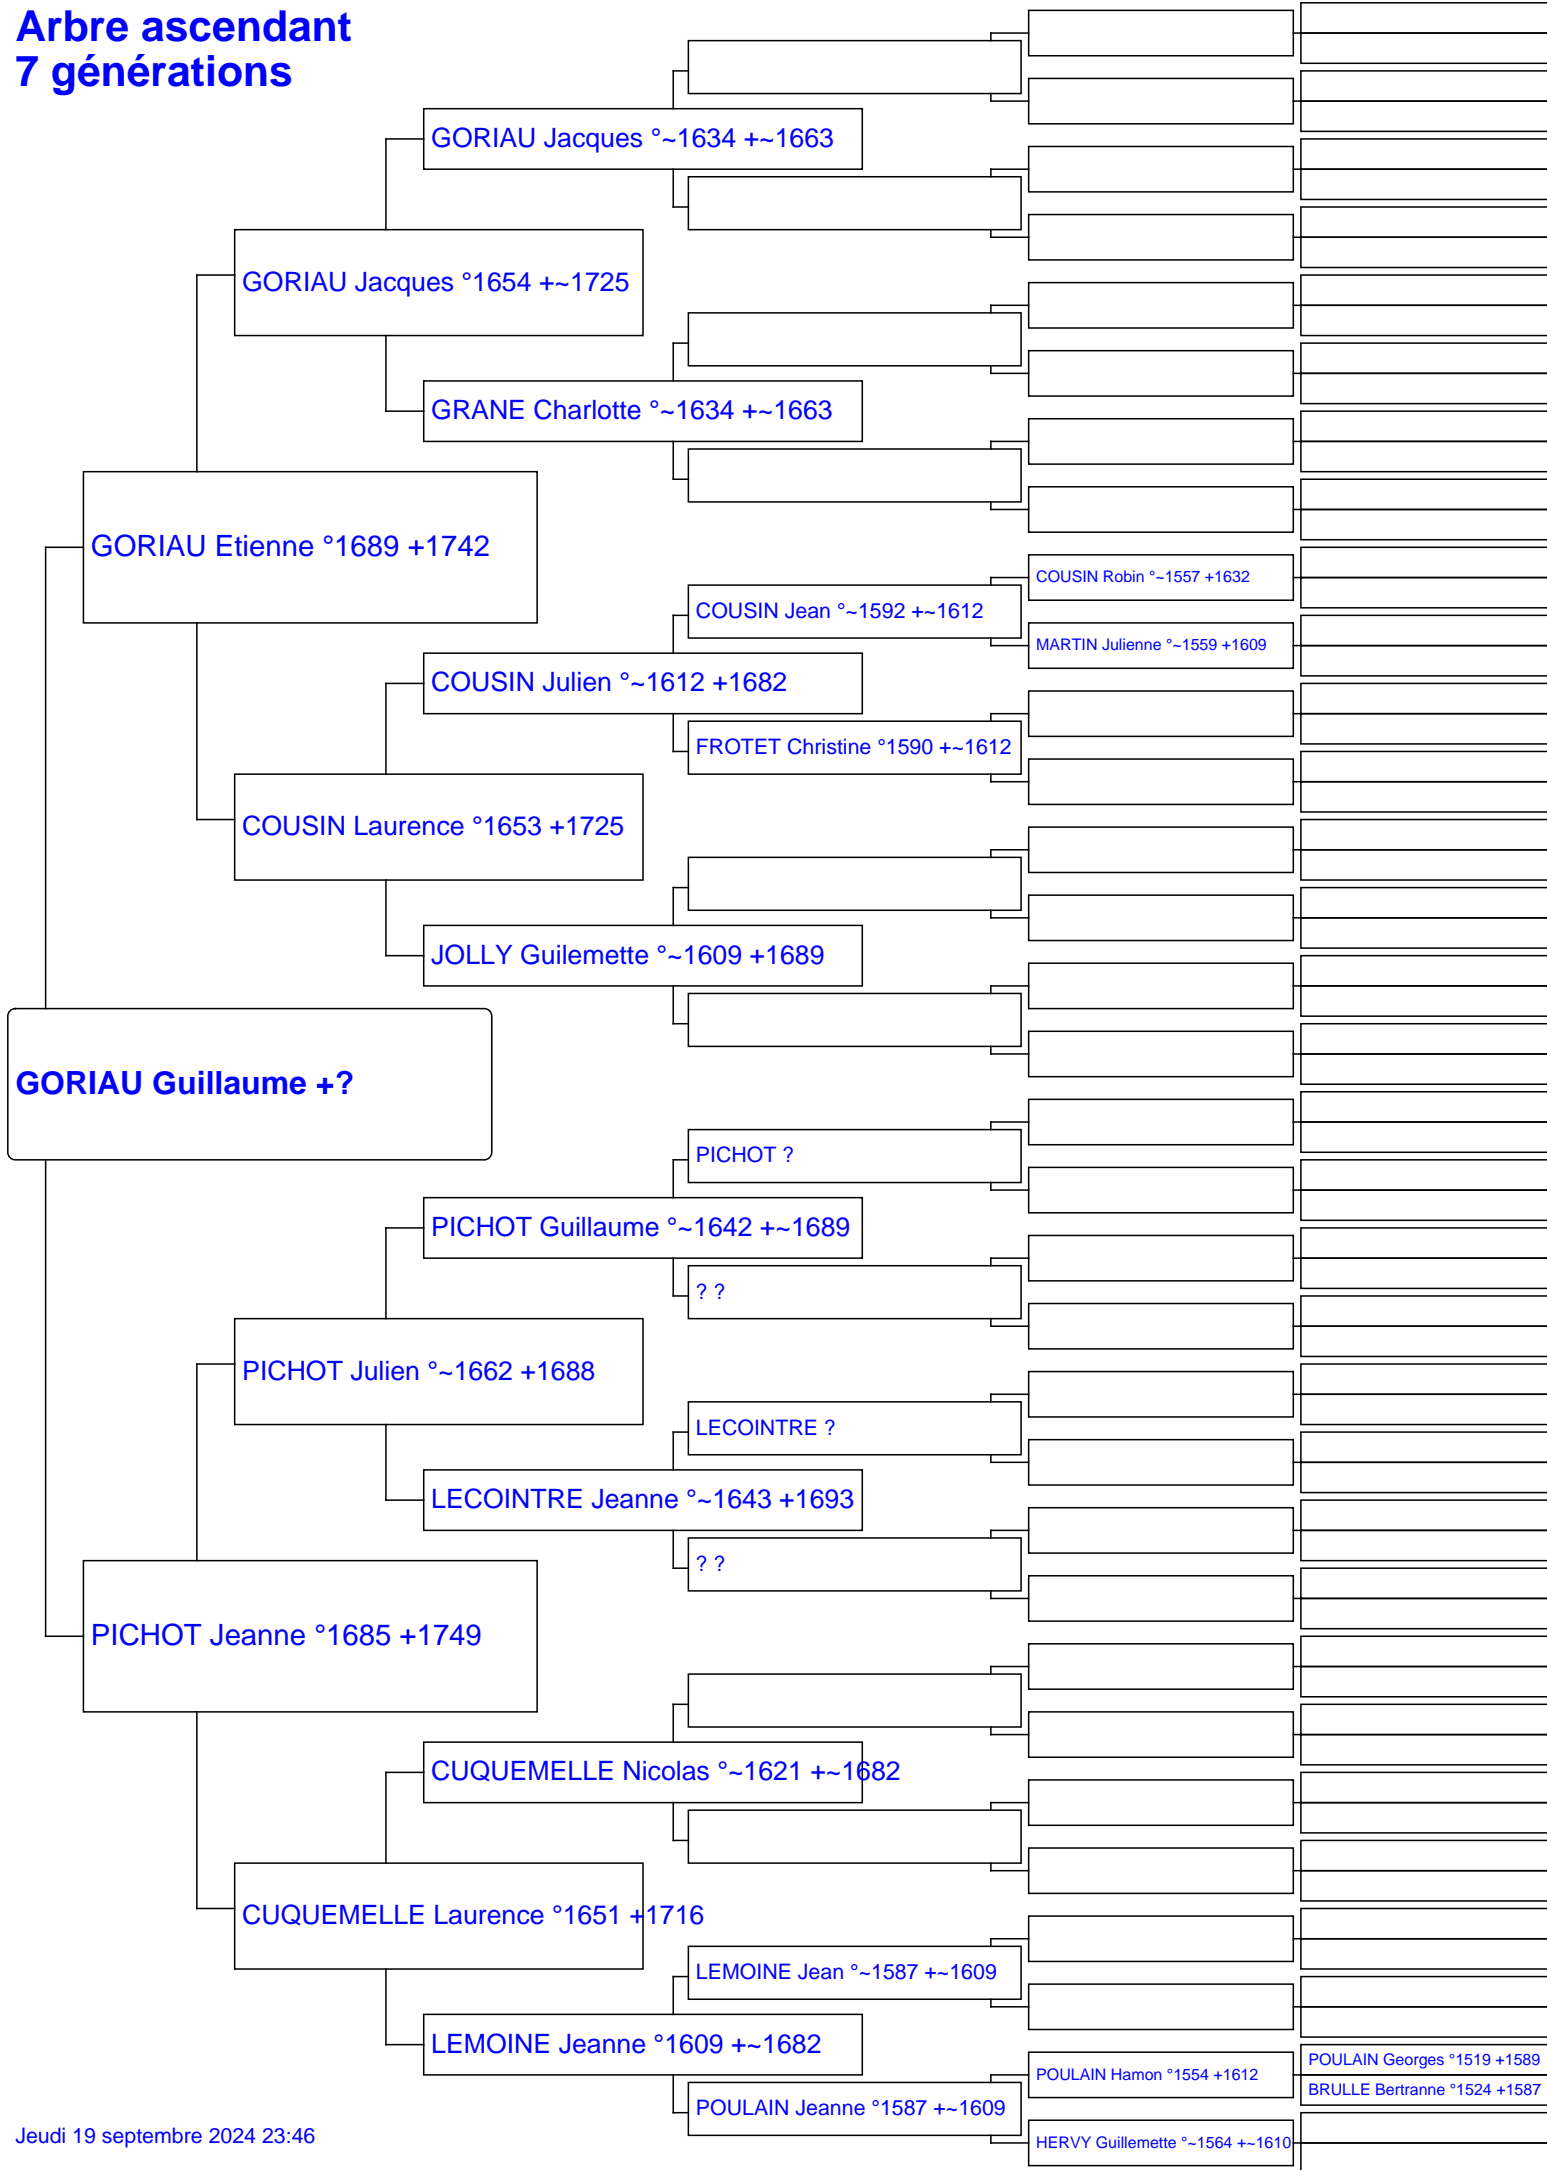 Arbre ascendant
7 générations
GORIAU Jacques °~1634 +~1663
GORIAU Jacques °1654 +~1725
GRANE Charlotte °~1634 +~1663
GORIAU Etienne °1689 +1742
COUSIN Robin °~1557 +1632
COUSIN Jean °~1592 +~1612
MARTIN Julienne °~1559 +1609
COUSIN Julien °~1612 +1682
FROTET Christine °1590 +~1612
COUSIN Laurence °1653 +1725
JOLLY Guilemette °~1609 +1689
GORIAU Guillaume +?
PICHOT ?
PICHOT Guillaume °~1642 +~1689
? ?
PICHOT Julien °~1662 +1688
LECOINTRE ?
LECOINTRE Jeanne °~1643 +1693
? ?
PICHOT Jeanne °1685 +1749
CUQUEMELLE Nicolas °~1621 +~1682
CUQUEMELLE Laurence °1651 +1716
LEMOINE Jean °~1587 +~1609
LEMOINE Jeanne °1609 +~1682
POULAIN Georges °1519 +1589
POULAIN Hamon °1554 +1612
BRULLE Bertranne °1524 +1587
POULAIN Jeanne °1587 +~1609
HERVY Guillemette °~1564 +~1610
Jeudi 19 septembre 2024 23:46